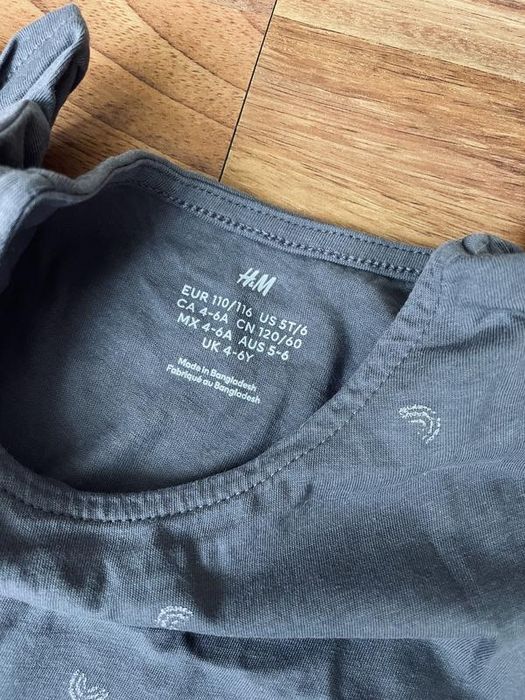 H&M
EUR 110/116 US 5T/6
CA 4-6A CN 120/60
MX 4-6A AUS 5-6
UK 4-6Y
Made in Bangladesh
Fabriqué au Bangladesh